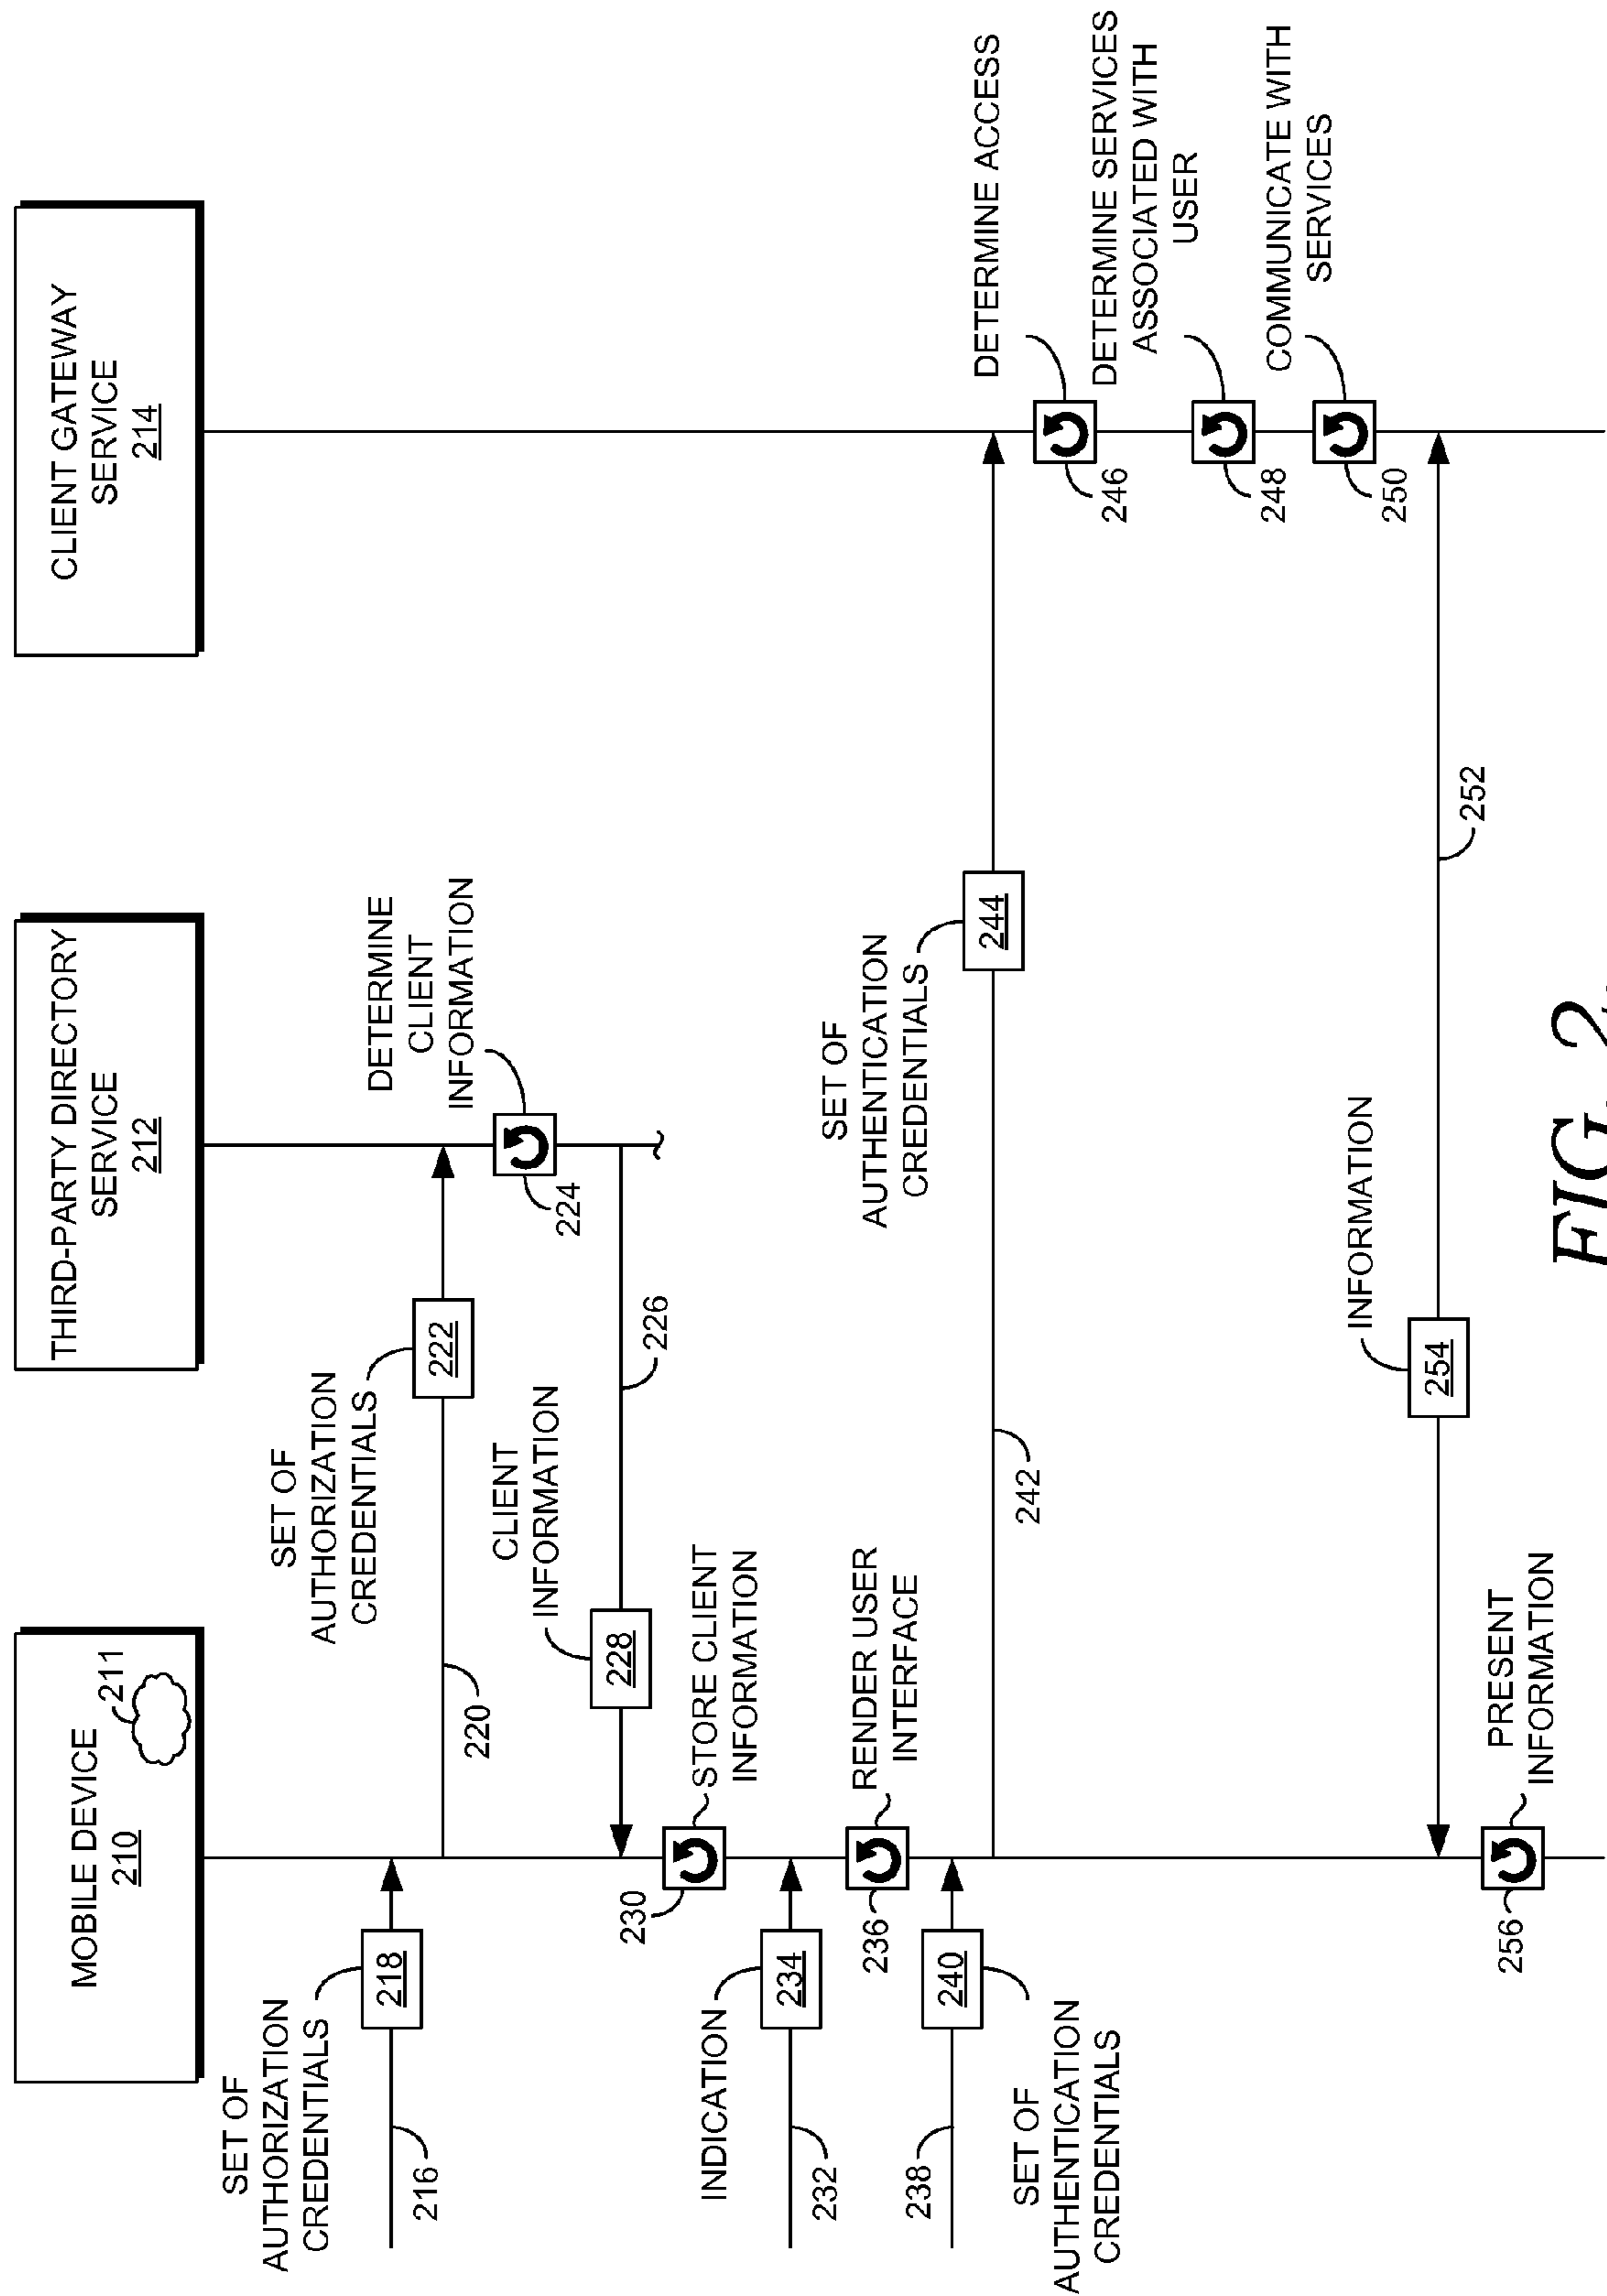 MOBILE DEVICE
210
211
THIRD-PARTY DIRECTORY
SERVICE
212
CLIENT GATEWAY
SERVICE
214
SET OF
AUTHORIZATION
CREDENTIALS
218
216
SET OF
AUTHORIZATION
CREDENTIALS
222
220
DETERMINE
CLIENT
INFORMATION
224
CLIENT
INFORMATION
228
226
230
STORE CLIENT
INFORMATION
INDICATION
234
232
236
RENDER USER
INTERFACE
238
240
SET OF
AUTHENTICATION
CREDENTIALS
SET OF
AUTHENTICATION
CREDENTIALS
244
242
DETERMINE ACCESS
246
DETERMINE SERVICES
ASSOCIATED WITH
USER
248
COMMUNICATE WITH
SERVICES
250
INFORMATION
254
252
PRESENT
INFORMATION
256
FIG. 2.